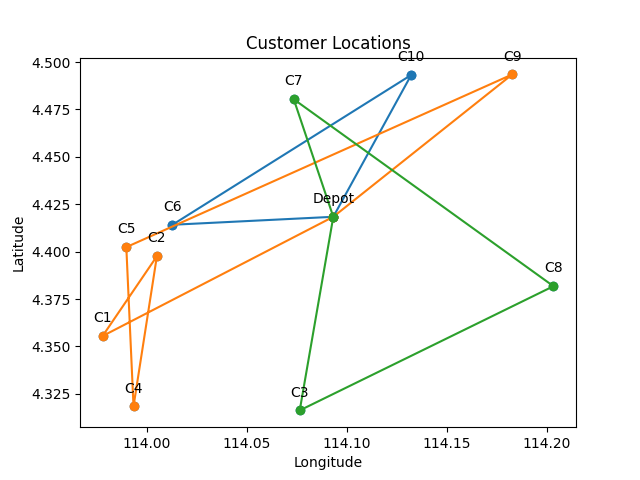 Customer Locations
C10
C9
C7
Depot
C6
C5
C2
C8
C1
C4
C3
4.500
4.475
4.450
4.425
4.400
4.375
4.350
4.325
Latitude
114.00
114.05
114.10
114.15
114.20
Longitude